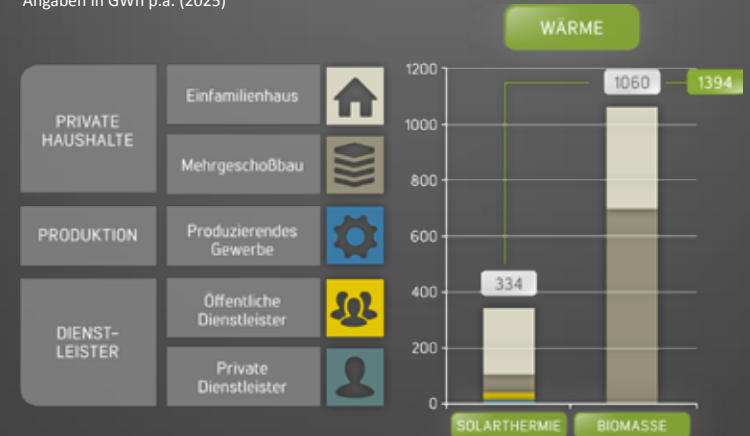 Angaben in GWh p.a. (2025)
WÄRME
PRIVATE
HAUSHALTE
Einfamilienhaus
Mehrgeschoßbau
PRODUKTION
Produzierendes
Gewerbe
DIENST-
LEISTER
Öffentliche
Dienstleister
Private
Dienstleister
1200
1000
800
600
400
200
0
334
1060
1394
SOLARTHERMIE
BIOMASSE